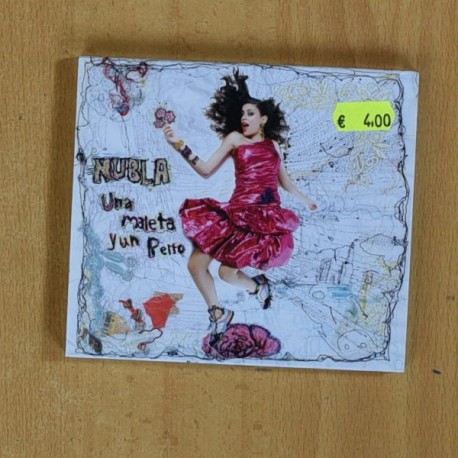 € 4.00
NUBLA
Una
maleta
y un Perro